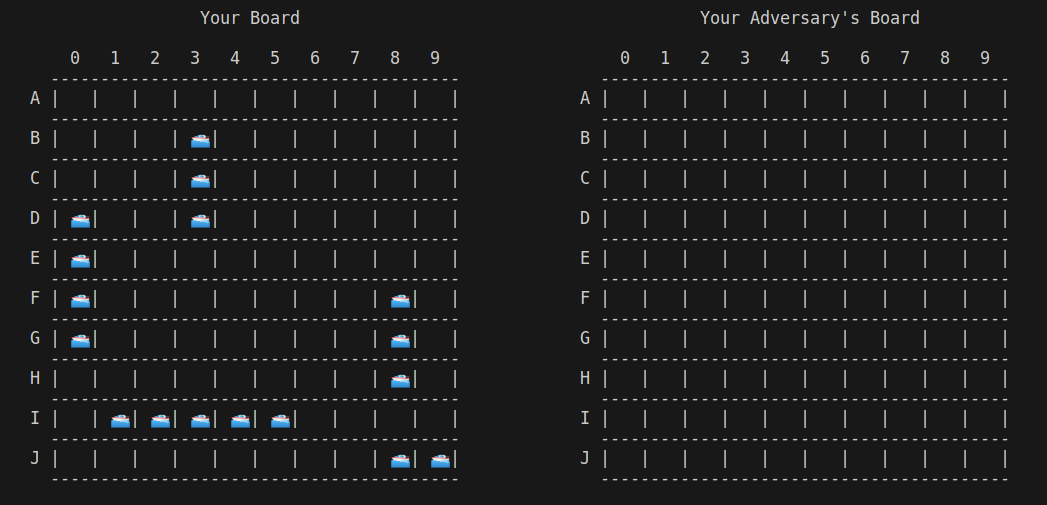 Your Board Your Adversary's Board
0 1 2 3 4 5 6 7 8 9 0 1 2 3 4 5 6 7 8 9
A A
B B
C C
D D
E E
F F
G G
H H
I I
J J